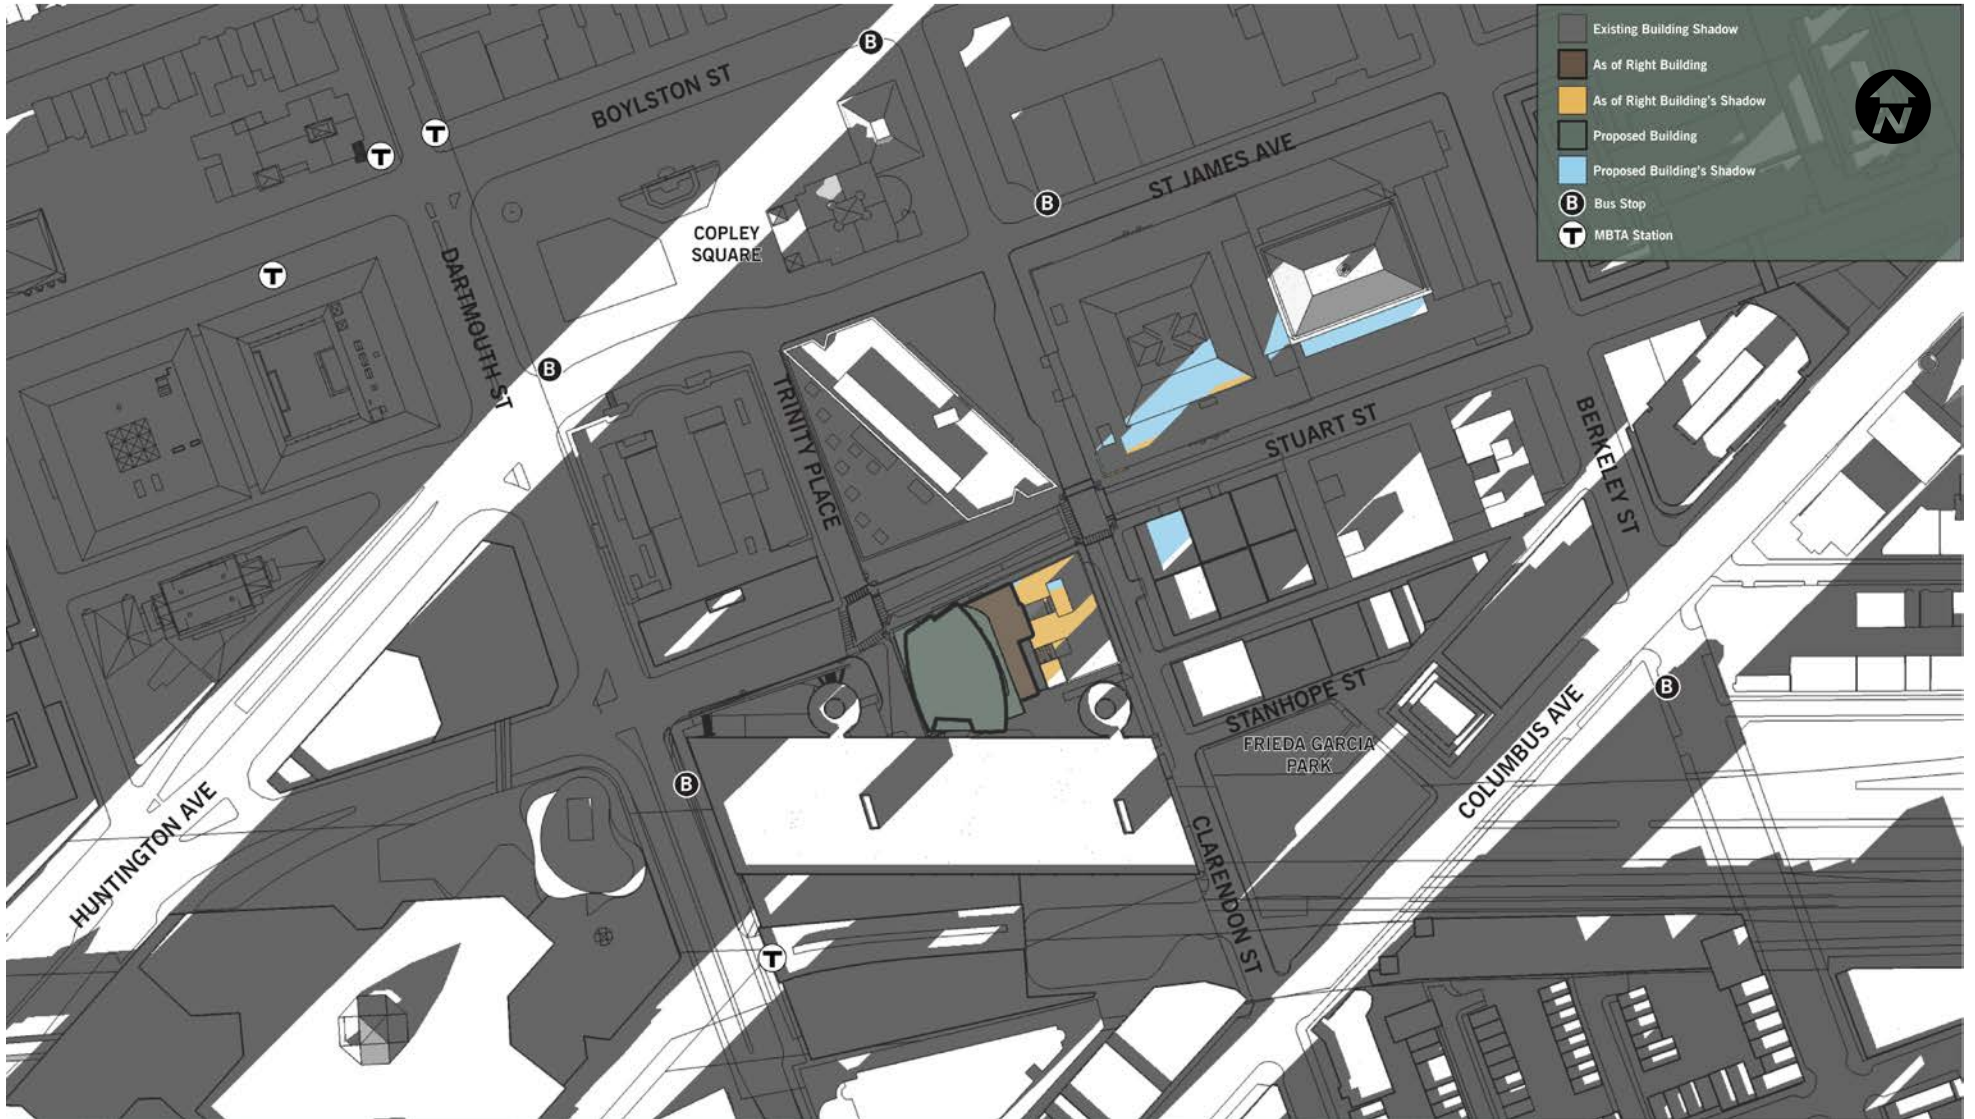 Existing Building Shadow
As of Right Building
As of Right Building's Shadow
Proposed Building
Proposed Building's Shadow
B Bus Stop
T MBTA Station
N
B
BOYLSTON ST
T
T
ST JAMES AVE
B
COPLEY
SQUARE
T
DARTMOUTH ST
B
TRINITY PLACE
STUART ST
BERKELEY ST
STANHOPE ST
B
FRIEDA GARCIA
PARK
COLUMBUS AVE
B
HUNTINGTON AVE
CLARENDON ST
T